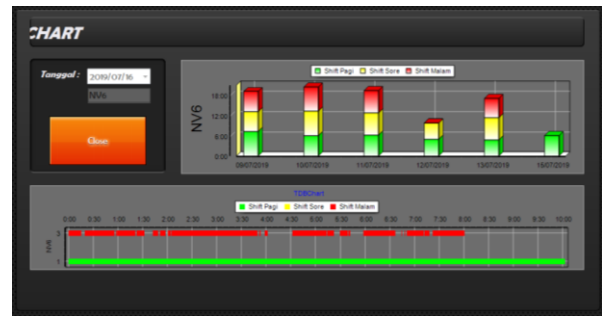 CHART
Tanggal :
2019/07/16
NV6
Close
Shift Pagi
Shift Sore
Shift Malam
NV6
18:00
12:00
6:00
0:00
09/07/2019
10/07/2019
11/07/2019
12/07/2019
13/07/2019
16/07/2019
TDBChart
Shift Pagi
Shift Sore
Shift Malam
0:00 0:30 1:00 1:30 2:00 2:30 3:00 3:30 4:00 4:30 5:00 5:30 6:00 6:30 7:00 7:30 8:00 8:30 9:00 9:30 10:00
NV6
3
1